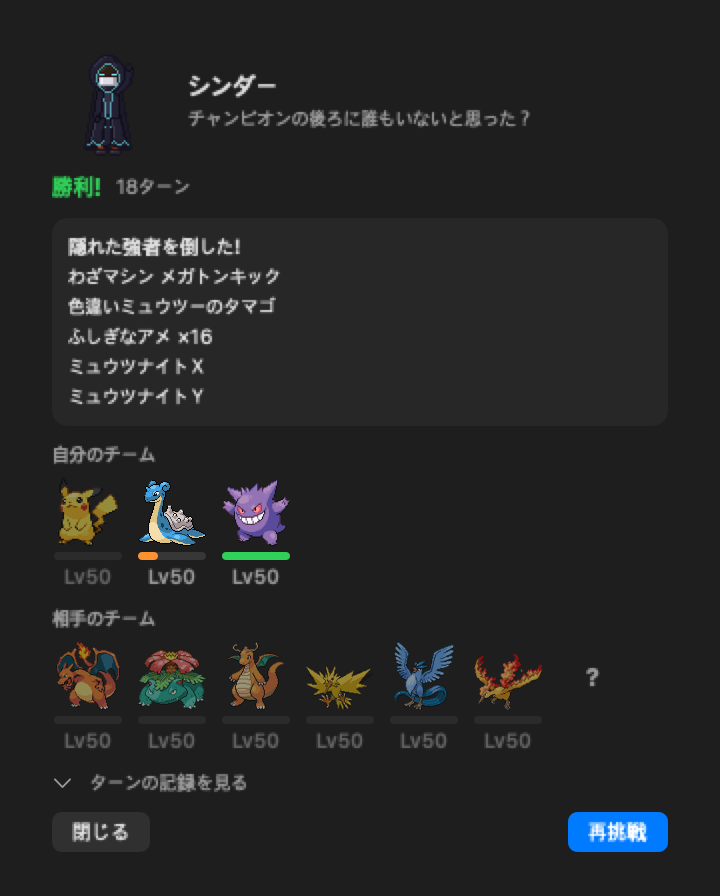 シンダー
チャンピオンの後ろに誰もいないと思った？
勝利! 18ターン
隠れた強者を倒した!
わざマシン メガトンキック
色違いミュウツーのタマゴ
ふしぎなアメ ×16
ミュウツナイトX
ミュウツナイトY
自分のチーム
Lv50 Lv50 Lv50
相手のチーム
?
Lv50 Lv50 Lv50 Lv50 Lv50 Lv50
ターンの記録を見る
閉じる 再挑戦